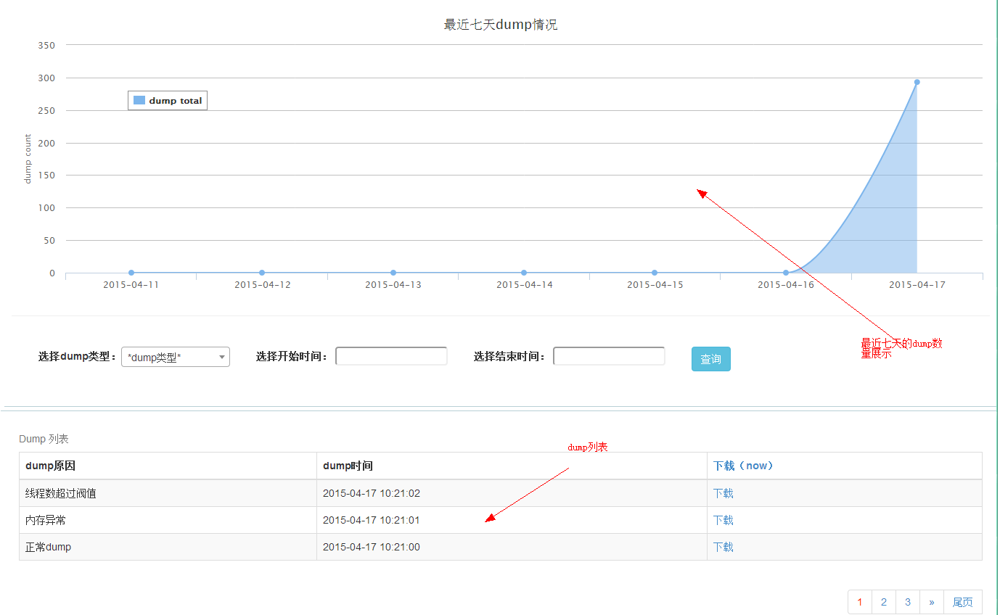 最近七天dump情况
350
300
dump total
250
200
dump count
150
100
50
0
2015-04-11 2015-04-12 2015-04-13 2015-04-14 2015-04-15 2015-04-16 2015-04-17
最近七天的dump数
量展示
选择dump类型： *dump类型* 选择开始时间： 选择结束时间： 查询
Dump 列表
dump列表
dump原因 dump时间 下载（now）
线程数超过阀值 2015-04-17 10:21:02 下载
内存异常 2015-04-17 10:21:01 下载
正常dump 2015-04-17 10:21:00 下载
1 2 3 » 尾页